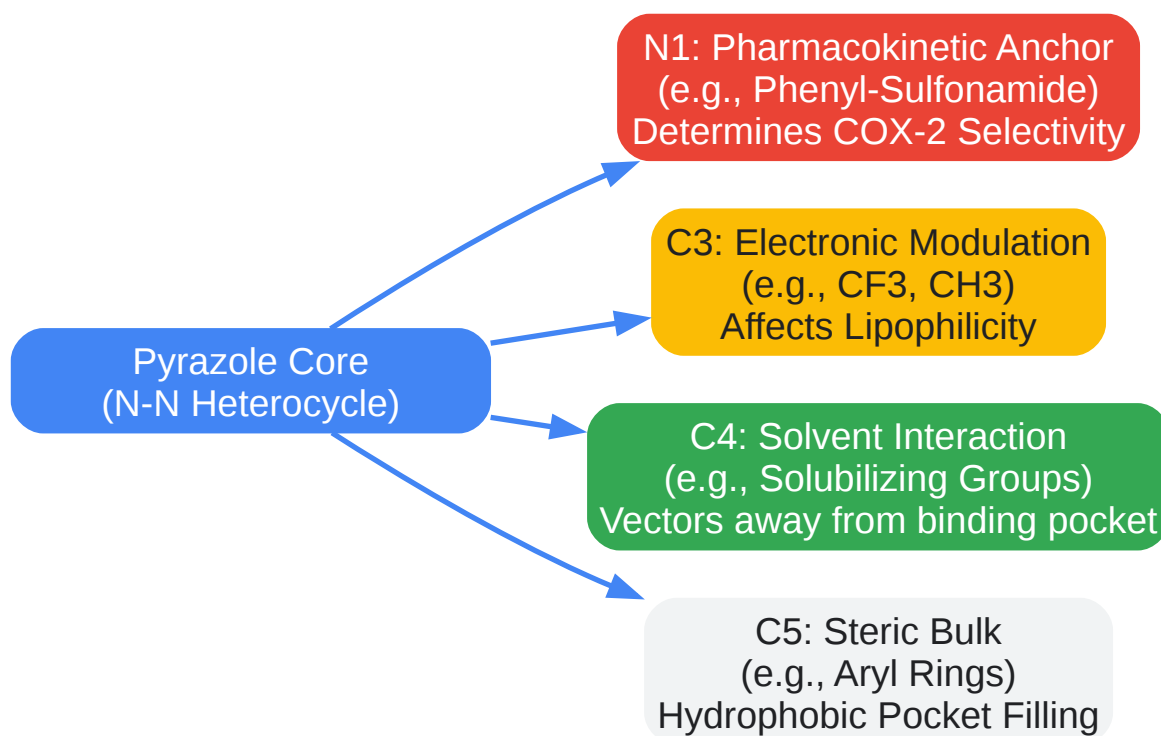 N1: Pharmacokinetic Anchor
(e.g., Phenyl-Sulfonamide)
Determines COX-2 Selectivity
C3: Electronic Modulation
(e.g., CF3, CH3)
Affects Lipophilicity
Pyrazole Core
(N-N Heterocycle)
C4: Solvent Interaction
(e.g., Solubilizing Groups)
Vectors away from binding pocket
C5: Steric Bulk
(e.g., Aryl Rings)
Hydrophobic Pocket Filling